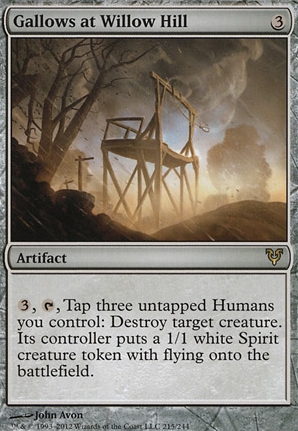 Gallows at Willow Hill 3
Artifact
3, , Tap three untapped Humans
you control: Destroy target creature.
Its controller puts a 1/1 white Spirit
creature token with flying onto the
battlefield.
John Avon
™ & © 1993–2012 Wizards of the Coast LLC 215/244